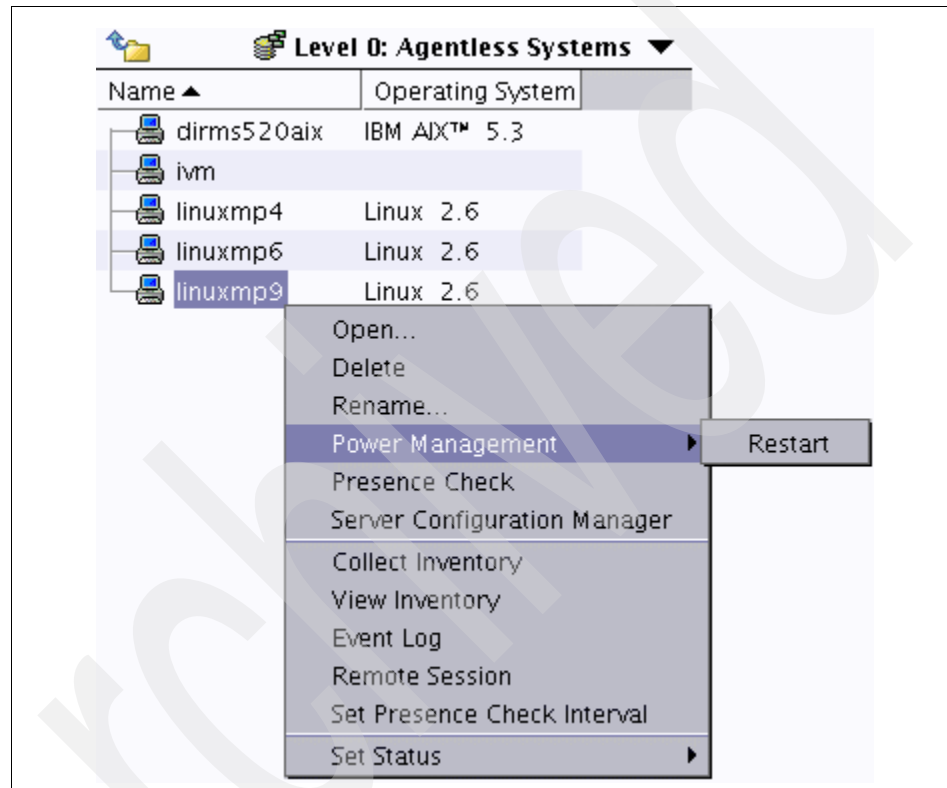 Level 0: Agentless Systems
Name Operating System
dirms520aix IBM AIX™ 5.3
ivm
linuxmp4 Linux 2.6
linuxmp6 Linux 2.6
linuxmp9 Linux 2.6
Open...
Delete
Rename...
Power Management Restart
Presence Check
Server Configuration Manager
Collect Inventory
View Inventory
Event Log
Remote Session
Set Presence Check Interval
Set Status
rchived